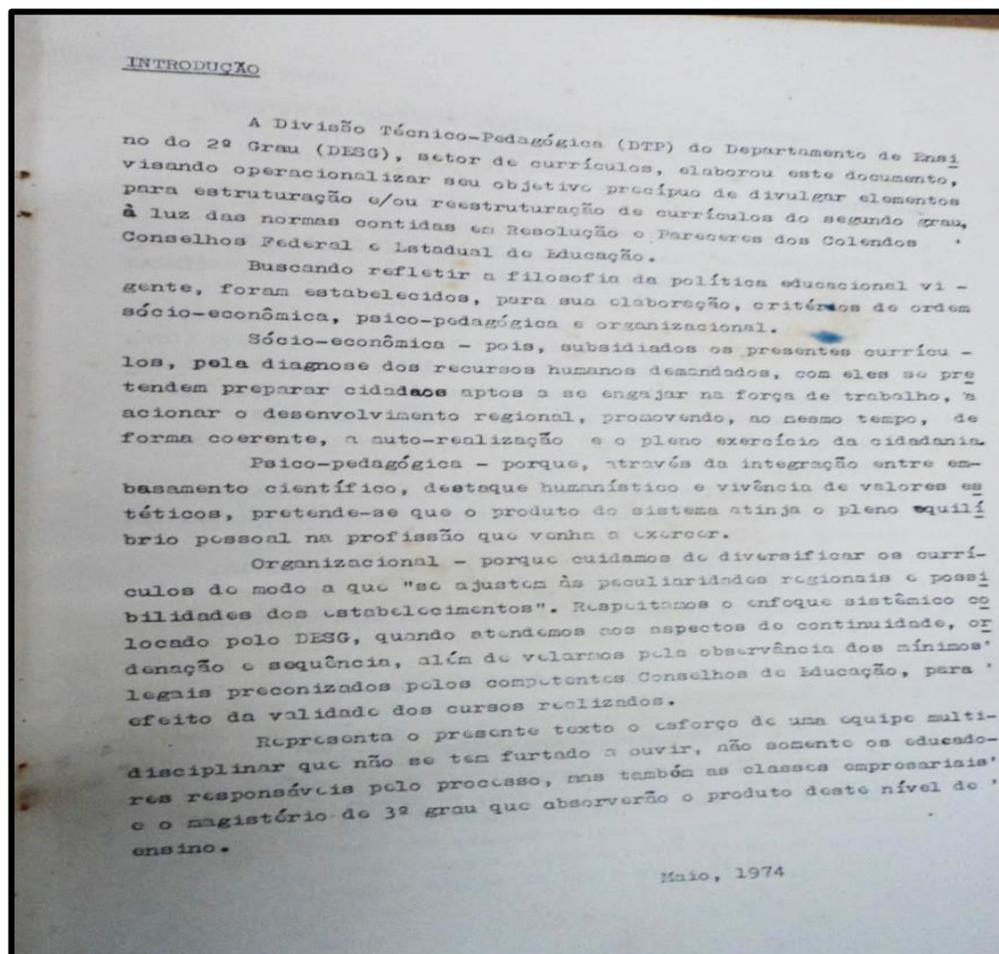 INTRODUÇÃO
A Divisão Técnico-Pedagógica (DTP) do Departamento de Ensi
no do 2º Grau (DESG), setor de currículos, elaborou este documento,
visando operacionalizar seu objetivo precípuo de divulgar elementos
para estruturação e/ou reestruturação de currículos do segundo grau,
à luz das normas contidas em Resolução e Pareceres dos Colendos '
Conselhos Federal e Estadual de Educação.
Buscando refletir a filosofia da política educacional vi -
gente, foram estabelecidos, para sua elaboração, critérios de ordem
sócio-econômica, psico-pedagógica e organizacional.
Sócio-econômica - pois, subsidiados os presentes currícu -
los, pela diagnose dos recursos humanos demandados, com eles se pre
tendem preparar cidadãos aptos a se engajar na força de trabalho, a
acionar o desenvolvimento regional, promovendo, ao mesmo tempo, de
forma coerente, a auto-realização e o pleno exercício da cidadania.
Psico-pedagógica - porque, através da integração entre em-
basamento científico, destaque humanístico e vivência de valores es
téticos, pretende-se que o produto do sistema atinja o pleno equilí
brio pessoal na profissão que venha a exercer.
Organizacional - porque cuidamos de diversificar os currí-
culos de modo a que "se ajustem às peculiaridades regionais e possi
bilidades dos estabelecimentos". Respeitamos o enfoque sistêmico co
locado pelo DESG, quando atendemos aos aspectos de continuidade, or
denação e sequência, além de velarmos pela observância dos mínimos'
legais preconizados pelos competentes Conselhos de Educação, para '
efeito da validade dos cursos realizados.
Representa o presente texto o esforço de uma equipe multi-
disciplinar que não se tem furtado a ouvir, não somente os educado-
res responsáveis pelo processo, mas também as classes empresariais'
e o magistério de 3º grau que absorverão o produto deste nível de '
ensino.
Maio, 1974